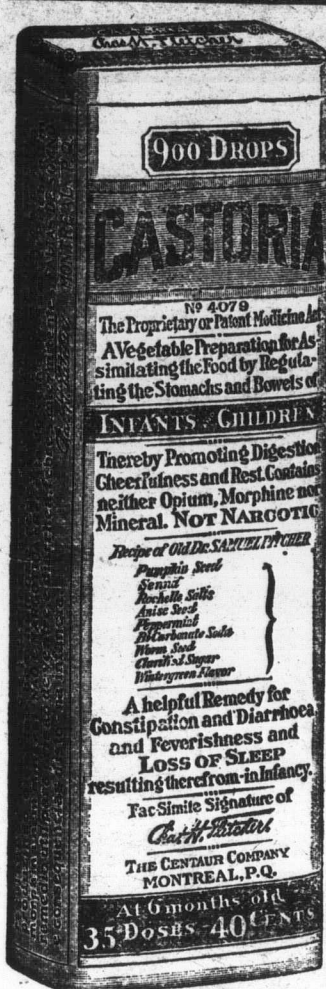 Chas. H. Fletcher
900 DROPS
CASTORIA
Nº 4079
The Proprietary or Patent Medicine Act
A Vegetable Preparation for As-
similating the Food by Regula-
ting the Stomachs and Bowels of
INFANTS CHILDREN
Thereby Promoting Digestion
Cheerfulness and Rest. Contains
neither Opium, Morphine nor
Mineral. NOT NARCOTIC
Recipe of Old Dr. SAMUEL PITCHER
Pumpkin Seed
Senna
Rochelle Salts
Anise Seed
Peppermint
Bi-Carbonate Soda
Worm Seed
Clarified Sugar
Wintergreen Flavor
A helpful Remedy for
Constipation and Diarrhoea
and Feverishness and
LOSS OF SLEEP
resulting therefrom in Infancy.
Fac Simile Signature of
Chas. H. Fletcher
THE CENTAUR COMPANY
MONTREAL, P.Q.
At 6 months old
35 DOSES - 40 CENTS